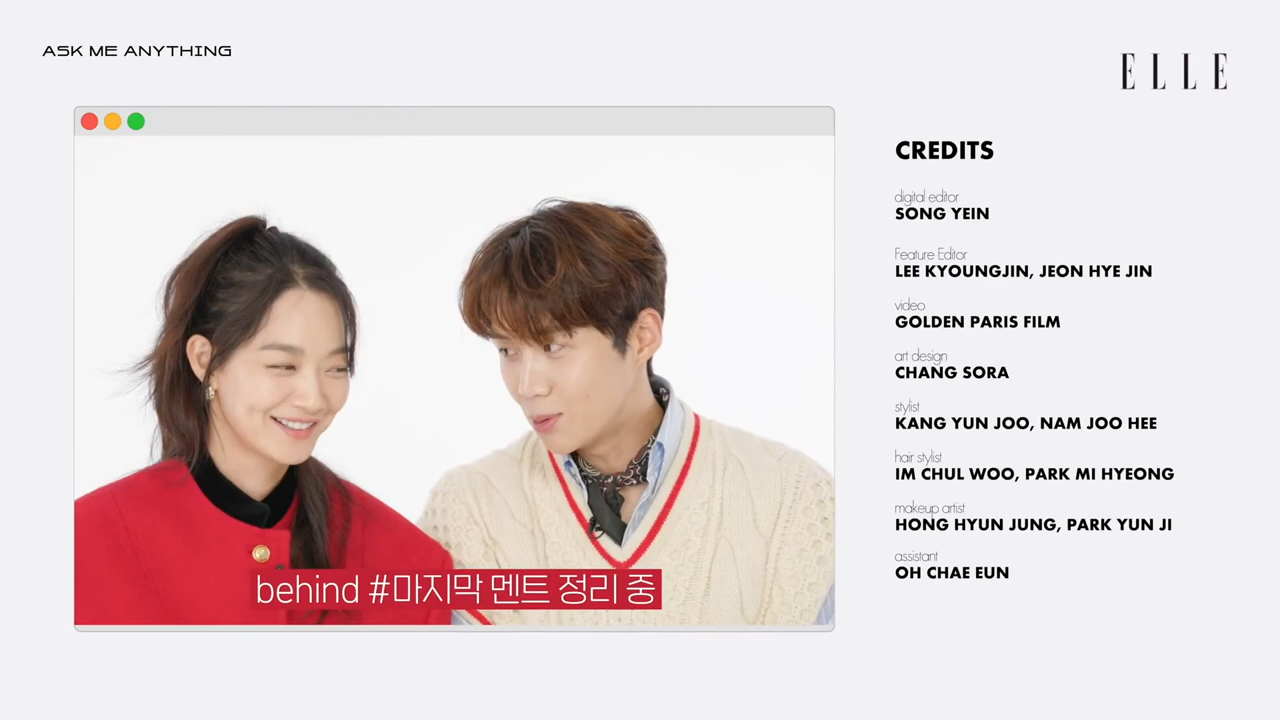 ASK ME ANYTHING
ELLE
behind #마지막 멘트 정리 중
CREDITS
digital editor
SONG YEIN
Feature Editor
LEE KYOUNGJIN, JEON HYE JIN
video
GOLDEN PARIS FILM
art design
CHANG SORA
stylist
KANG YUN JOO, NAM JOO HEE
hair stylist
IM CHUL WOO, PARK MI HYEONG
makeup artist
HONG HYUN JUNG, PARK YUN JI
assistant
OH CHAE EUN